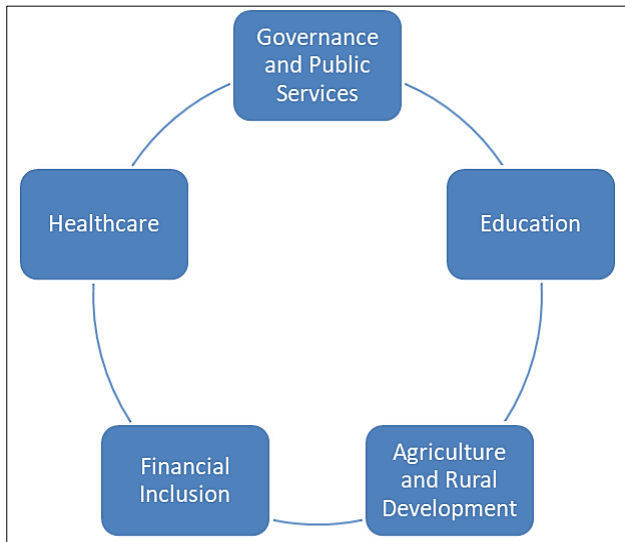 Governance
and Public
Services
Healthcare
Education
Financial
Inclusion
Agriculture
and Rural
Development